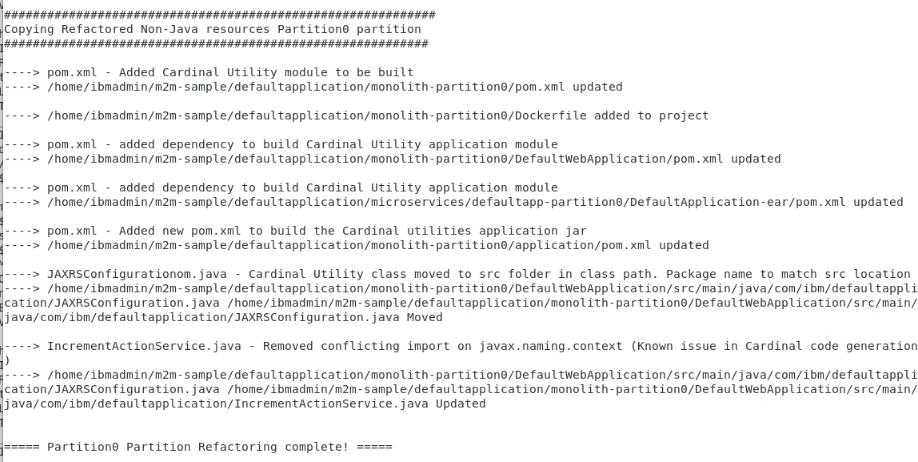 ############################################################
Copying Refactored Non-Java resources Partition0 partition
###########################################################
----> pom.xml - Added Cardinal Utility module to be built
----> /home/ibmadmin/m2m-sample/defaultapplication/monolith-partition0/pom.xml updated
----> /home/ibmadmin/m2m-sample/defaultapplication/monolith-partition0/Dockerfile added to project
----> pom.xml - added dependency to build Cardinal Utility application module
----> /home/ibmadmin/m2m-sample/defaultapplication/monolith-partition0/DefaultWebApplication/pom.xml updated
----> pom.xml - added dependency to build Cardinal Utility application module
----> /home/ibmadmin/m2m-sample/defaultapplication/microservices/defaultapp-partition0/DefaultApplication-ear/pom.xml updated
----> pom.xml - Added new pom.xml to build the Cardinal utilities application jar
----> /home/ibmadmin/m2m-sample/defaultapplication/monolith-partition0/application/pom.xml updated
----> JAXRSConfigurationom.java - Cardinal Utility class moved to src folder in class path. Package name to match src location
----> /home/ibmadmin/m2m-sample/defaultapplication/monolith-partition0/DefaultWebApplication/src/main/java/com/ibm/defaultappli
cation/JAXRSConfiguration.java /home/ibmadmin/m2m-sample/defaultapplication/monolith-partition0/DefaultWebApplication/src/main/
java/com/ibm/defaultapplication/JAXRSConfiguration.java Moved
----> IncrementActionService.java - Removed conflicting import on javax.naming.context (Known issue in Cardinal code generation
)
----> /home/ibmadmin/m2m-sample/defaultapplication/monolith-partition0/DefaultWebApplication/src/main/java/com/ibm/defaultappli
cation/JAXRSConfiguration.java /home/ibmadmin/m2m-sample/defaultapplication/monolith-partition0/DefaultWebApplication/src/main/
java/com/ibm/defaultapplication/IncrementActionService.java Updated
===== Partition0 Partition Refactoring complete! =====